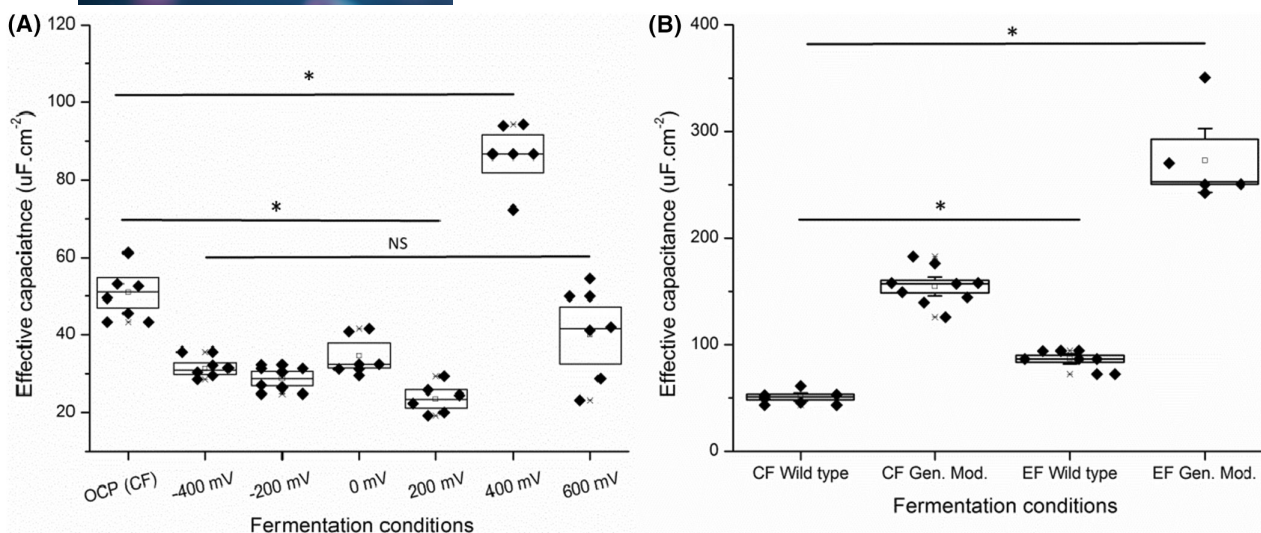 (A)
120
100
80
60
40
20
Effective capaciatnce (uF.cm-2)
*
*
NS
OCP (CF) -400 mV -200 mV 0 mV 200 mV 400 mV 600 mV
Fermentation conditions
(B)
400
300
200
100
0
Effective capacitance (uF.cm-2)
*
*
CF Wild type CF Gen. Mod. EF Wild type EF Gen. Mod.
Fermentation conditions